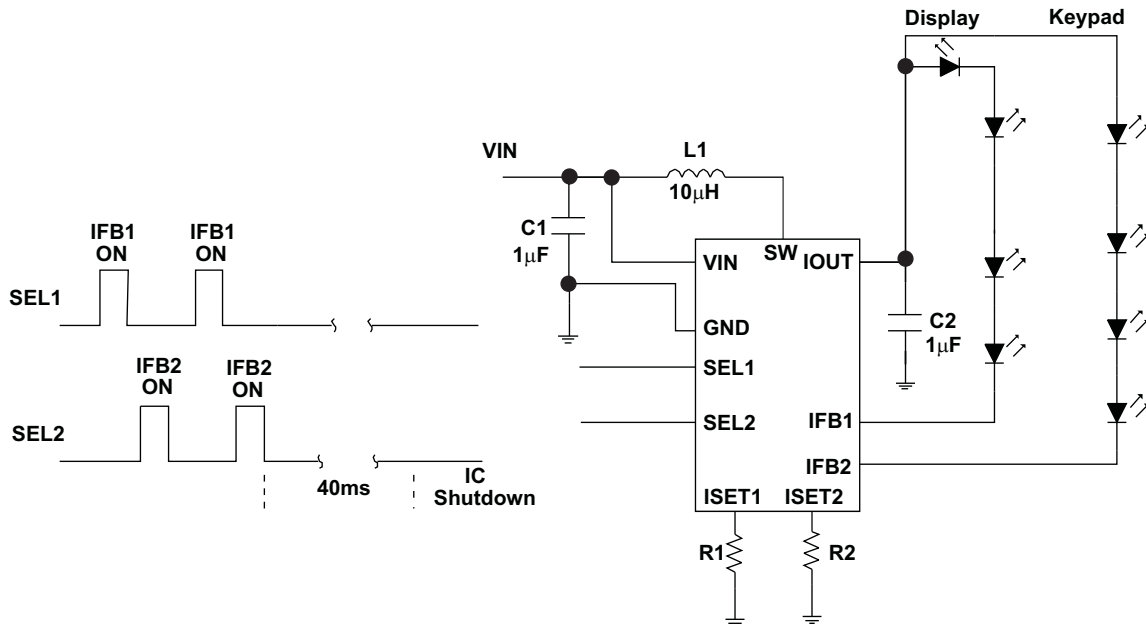 Display
Keypad
VIN
L1
10µH
C1
1µF
IFB1
ON
IFB1
ON
SEL1
IFB2
ON
IFB2
ON
SEL2
40ms
IC
Shutdown
SW
VIN
IOUT
GND
SEL1
SEL2
C2
1µF
IFB1
IFB2
ISET1
ISET2
R1
R2